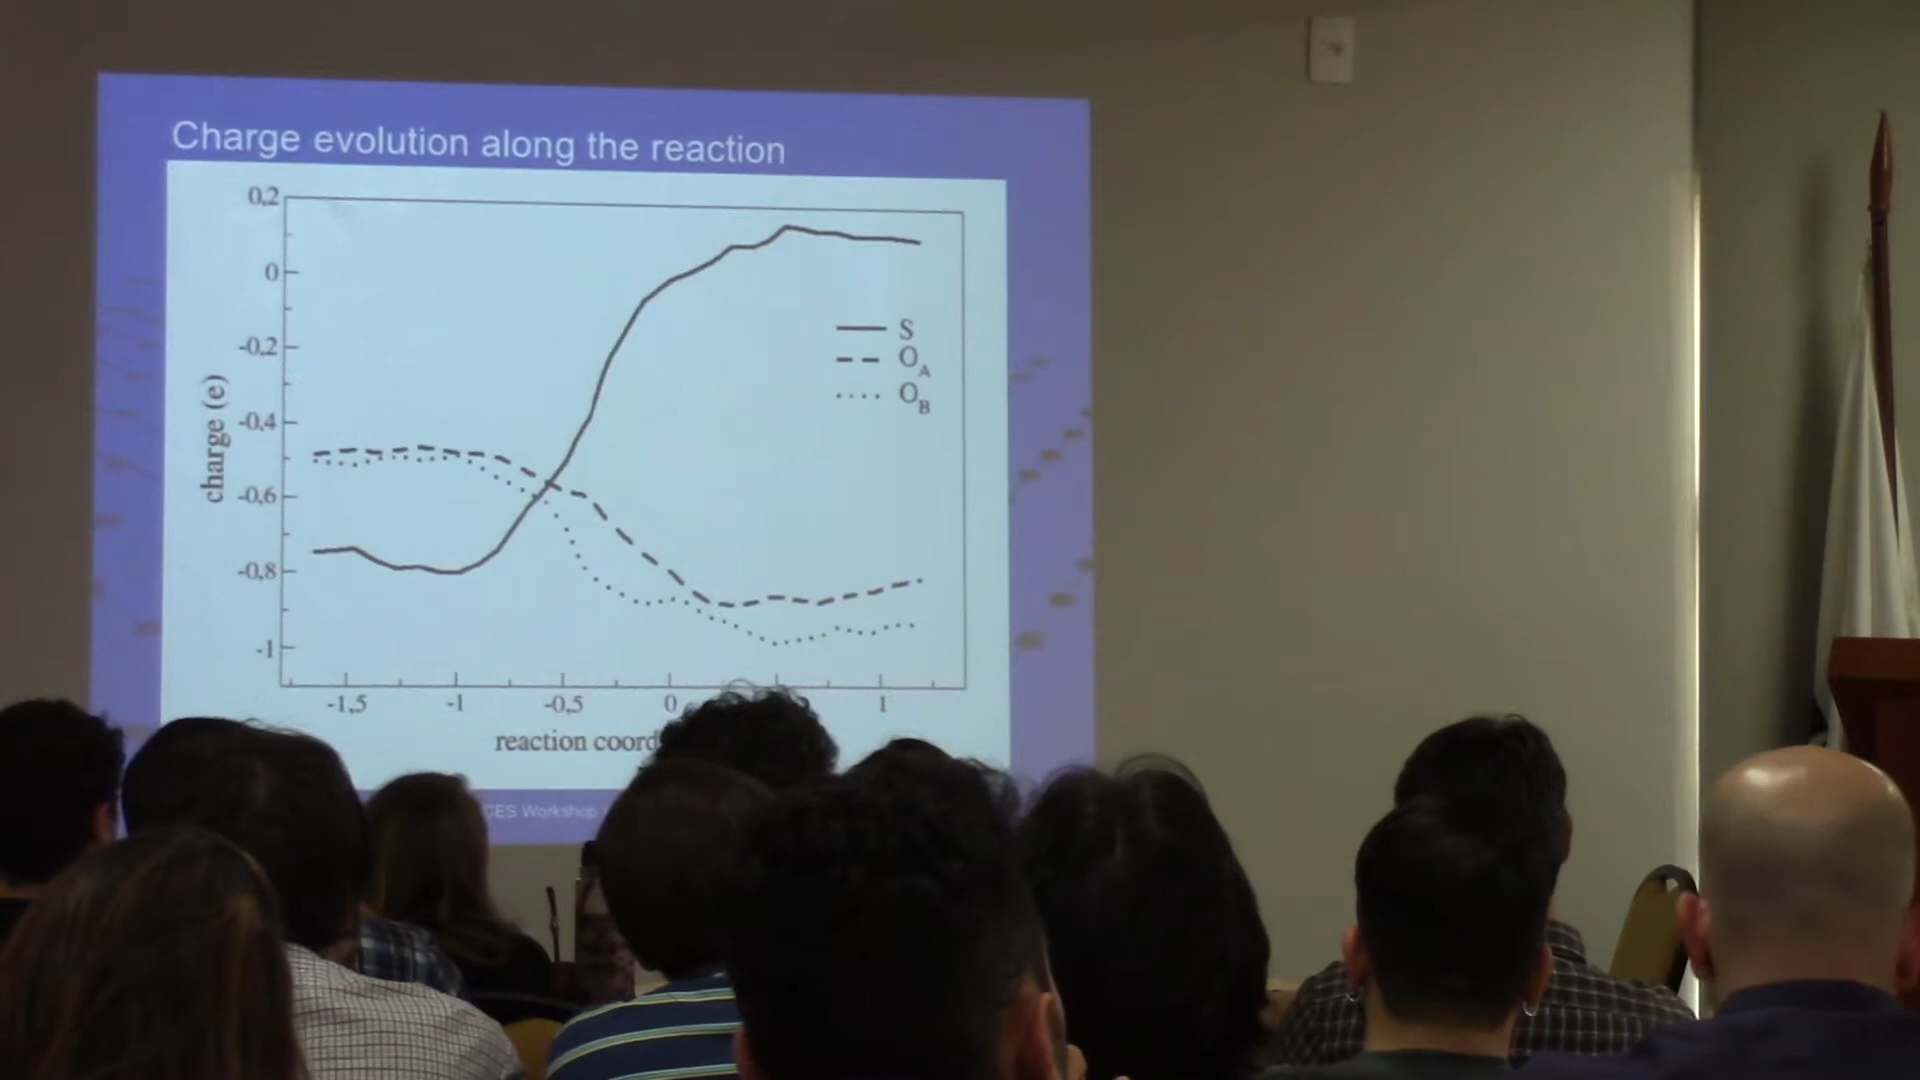 Charge evolution along the reaction
0,2
0
-0,2
-0,4
-0,6
-0,8
-1
charge (e)
S
O_A
O_B
-1,5 -1 -0,5 0 1
reaction
CES Workshop